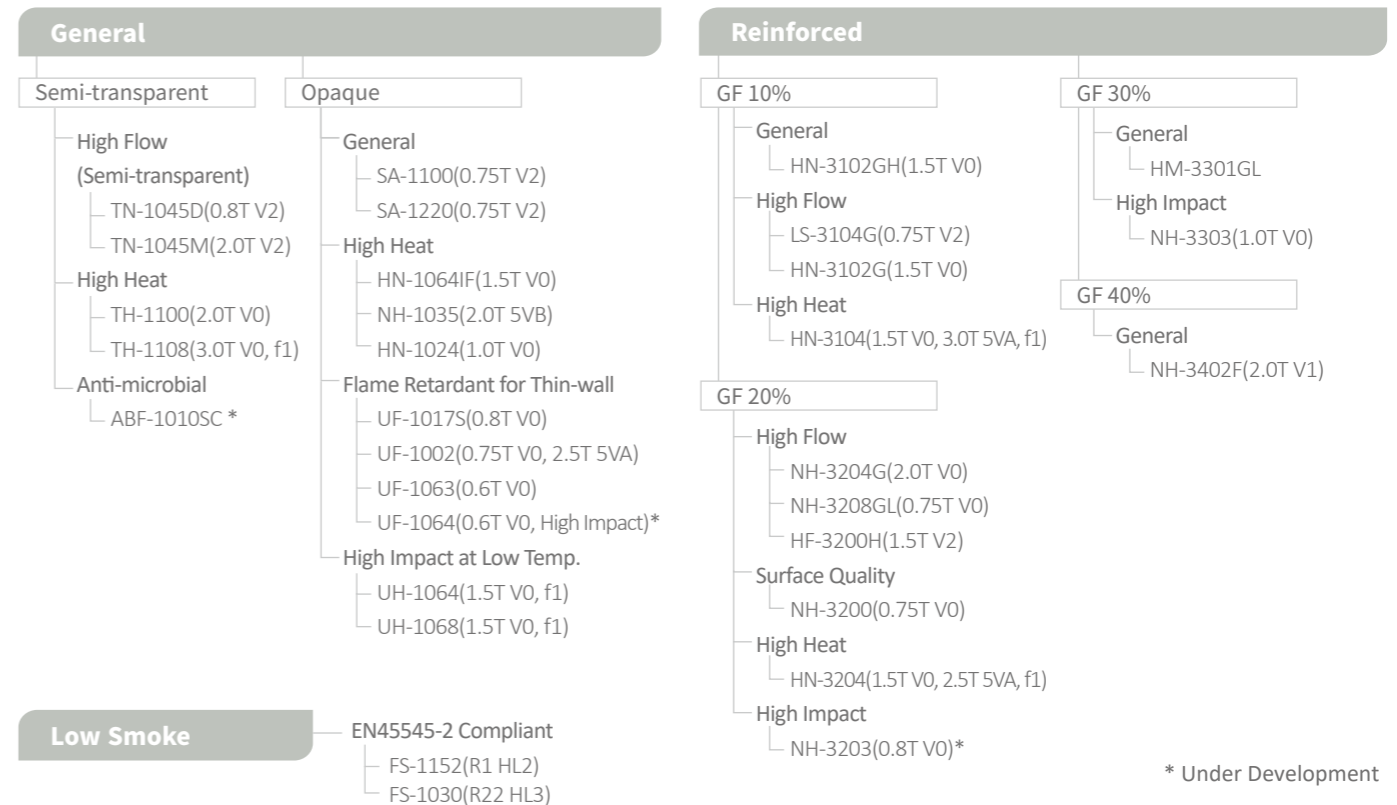 General
Semi-transparent
High Flow
(Semi-transparent)
TN-1045D(0.8T V2)
TN-1045M(2.0T V2)
High Heat
TH-1100(2.0T V0)
TH-1108(3.0T V0, f1)
Anti-microbial
ABF-1010SC *
Opaque
General
SA-1100(0.75T V2)
SA-1220(0.75T V2)
High Heat
HN-1064IF(1.5T V0)
NH-1035(2.0T 5VB)
HN-1024(1.0T V0)
Flame Retardant for Thin-wall
UF-1017S(0.8T V0)
UF-1002(0.75T V0, 2.5T 5VA)
UF-1063(0.6T V0)
UF-1064(0.6T V0, High Impact)*
High Impact at Low Temp.
UH-1064(1.5T V0, f1)
UH-1068(1.5T V0, f1)
Low Smoke
EN45545-2 Compliant
FS-1152(R1 HL2)
FS-1030(R22 HL3)
Reinforced
GF 10%
General
HN-3102GH(1.5T V0)
High Flow
LS-3104G(0.75T V2)
HN-3102G(1.5T V0)
High Heat
HN-3104(1.5T V0, 3.0T 5VA, f1)
GF 20%
High Flow
NH-3204G(2.0T V0)
NH-3208GL(0.75T V0)
HF-3200H(1.5T V2)
Surface Quality
NH-3200(0.75T V0)
High Heat
HN-3204(1.5T V0, 2.5T 5VA, f1)
High Impact
NH-3203(0.8T V0)*
GF 30%
General
HM-3301GL
High Impact
NH-3303(1.0T V0)
GF 40%
General
NH-3402F(2.0T V1)
* Under Development